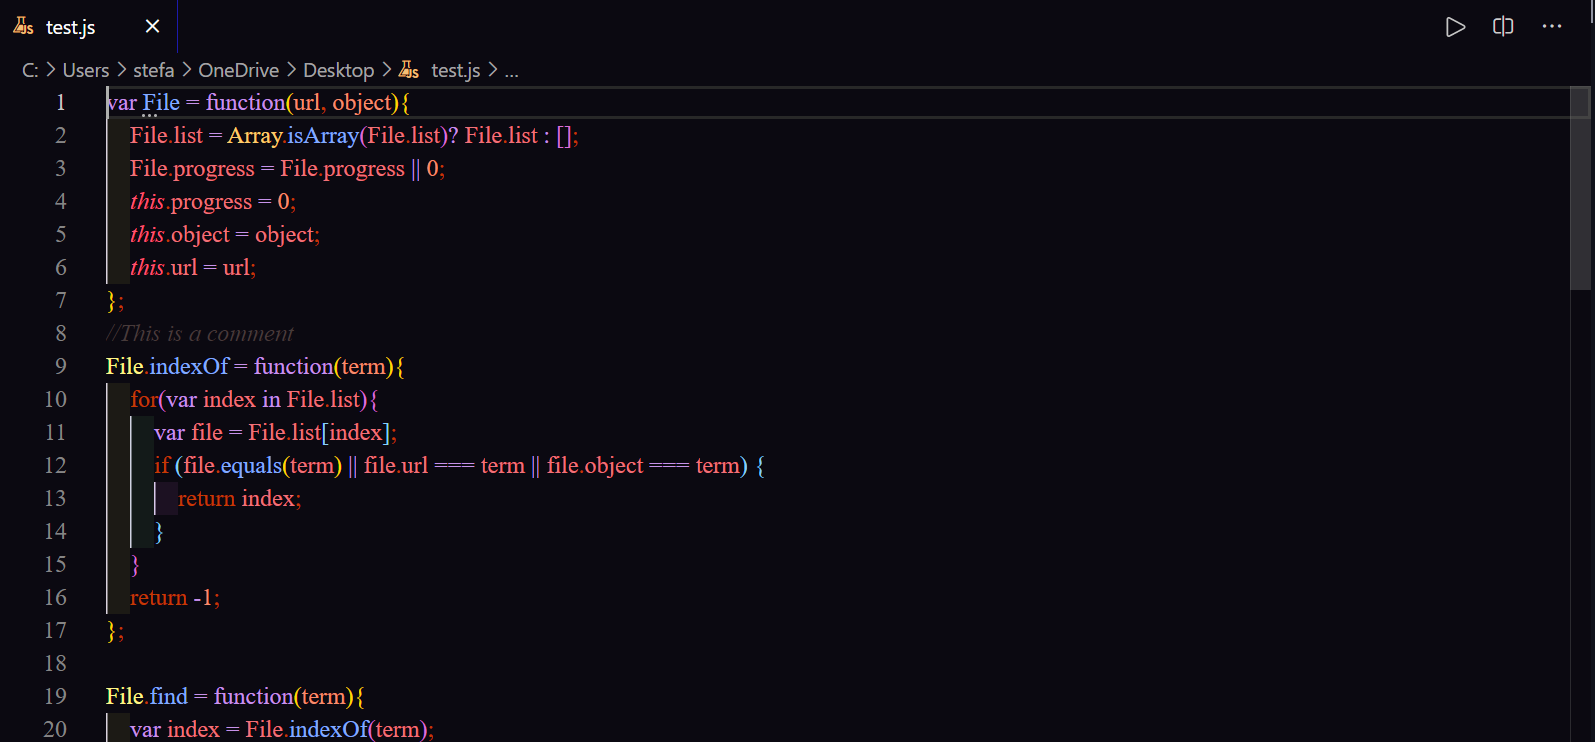 JS test.js ×
C: > Users > stefa > OneDrive > Desktop > JS test.js > ...
1 var File = function(url, object){
2 File.list = Array.isArray(File.list)? File.list : [];
3 File.progress = File.progress || 0;
4 this.progress = 0;
5 this.object = object;
6 this.url = url;
7 };
8 //This is a comment
9 File.indexOf = function(term){
10 for(var index in File.list){
11 var file = File.list[index];
12 if (file.equals(term) || file.url === term || file.object === term) {
13 return index;
14 }
15 }
16 return -1;
17 };
18
19 File.find = function(term){
20 var index = File.indexOf(term);